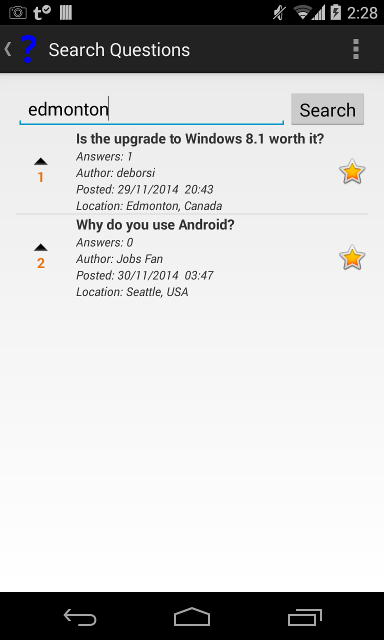 2:28
Search Questions
edmonton
Search
Is the upgrade to Windows 8.1 worth it?
Answers: 1
1
Author: deborsi
Posted: 29/11/2014 20:43
Location: Edmonton, Canada
Why do you use Android?
Answers: 0
2
Author: Jobs Fan
Posted: 30/11/2014 03:47
Location: Seattle, USA